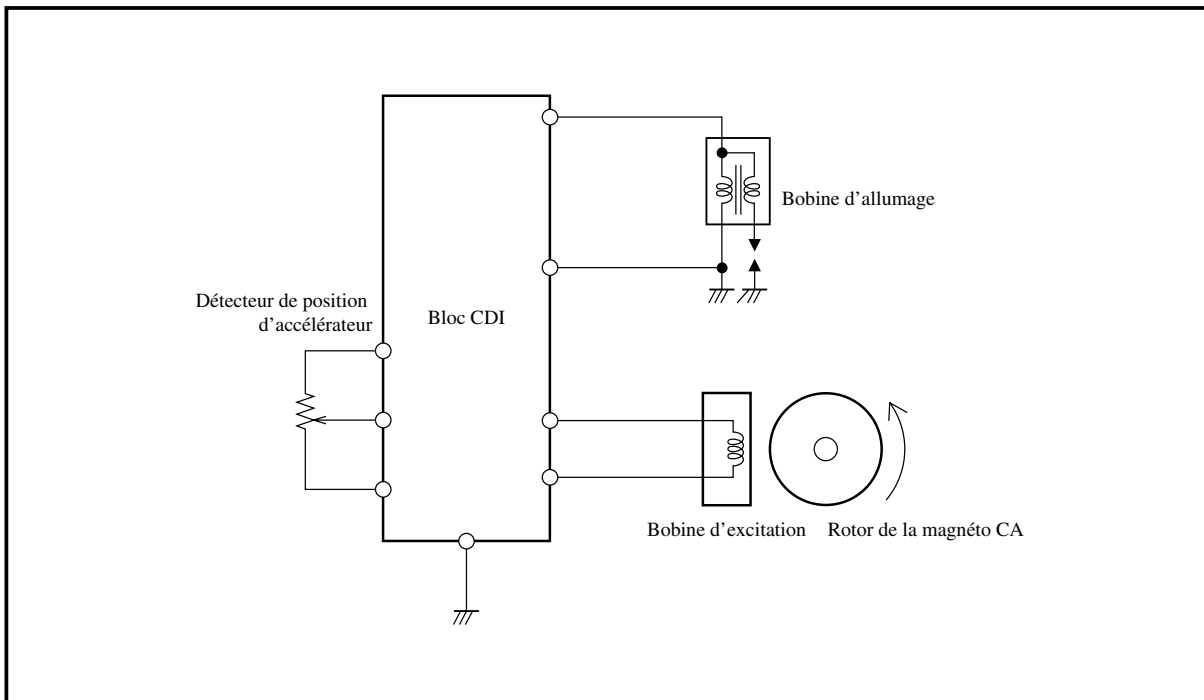 Bobine d’allumage
Détecteur de position
d’accélérateur
Bloc CDI
Bobine d’excitation
Rotor de la magnéto CA